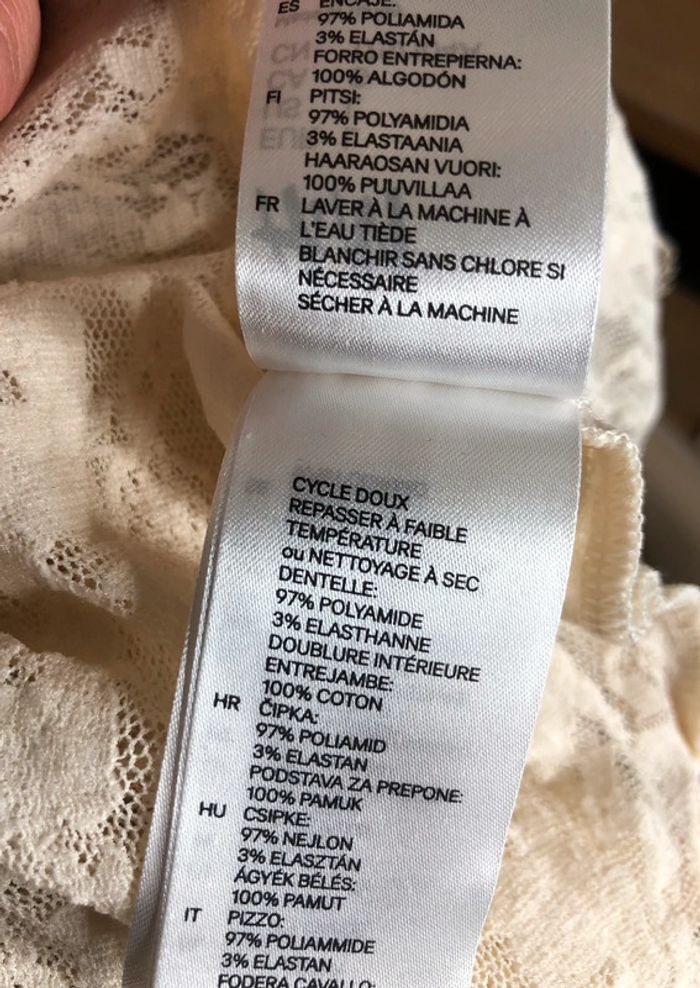 ES ENCAJE:
97% POLIAMIDA
3% ELASTÁN
FORRO ENTREPIERNA:
100% ALGODÓN
FI PITSI:
97% POLYAMIDIA
3% ELASTAANIA
HAARAOSAN VUORI:
100% PUUVILLAA
FR LAVER À LA MACHINE À
L'EAU TIÈDE
BLANCHIR SANS CHLORE SI
NÉCESSAIRE
SÉCHER À LA MACHINE
CYCLE DOUX
REPASSER À FAIBLE
TEMPÉRATURE
ou NETTOYAGE À SEC
DENTELLE:
97% POLYAMIDE
3% ELASTHANNE
DOUBLURE INTÉRIEURE
ENTREJAMBE:
100% COTON
HR ČIPKA:
97% POLIAMID
3% ELASTAN
PODSTAVA ZA PREPONE:
100% PAMUK
HU CSIPKE:
97% NEJLON
3% ELASZTÁN
ÁGYÉK BÉLÉS:
100% PAMUT
IT PIZZO:
97% POLIAMMIDE
3% ELASTAN
FODERA CAVALLO: